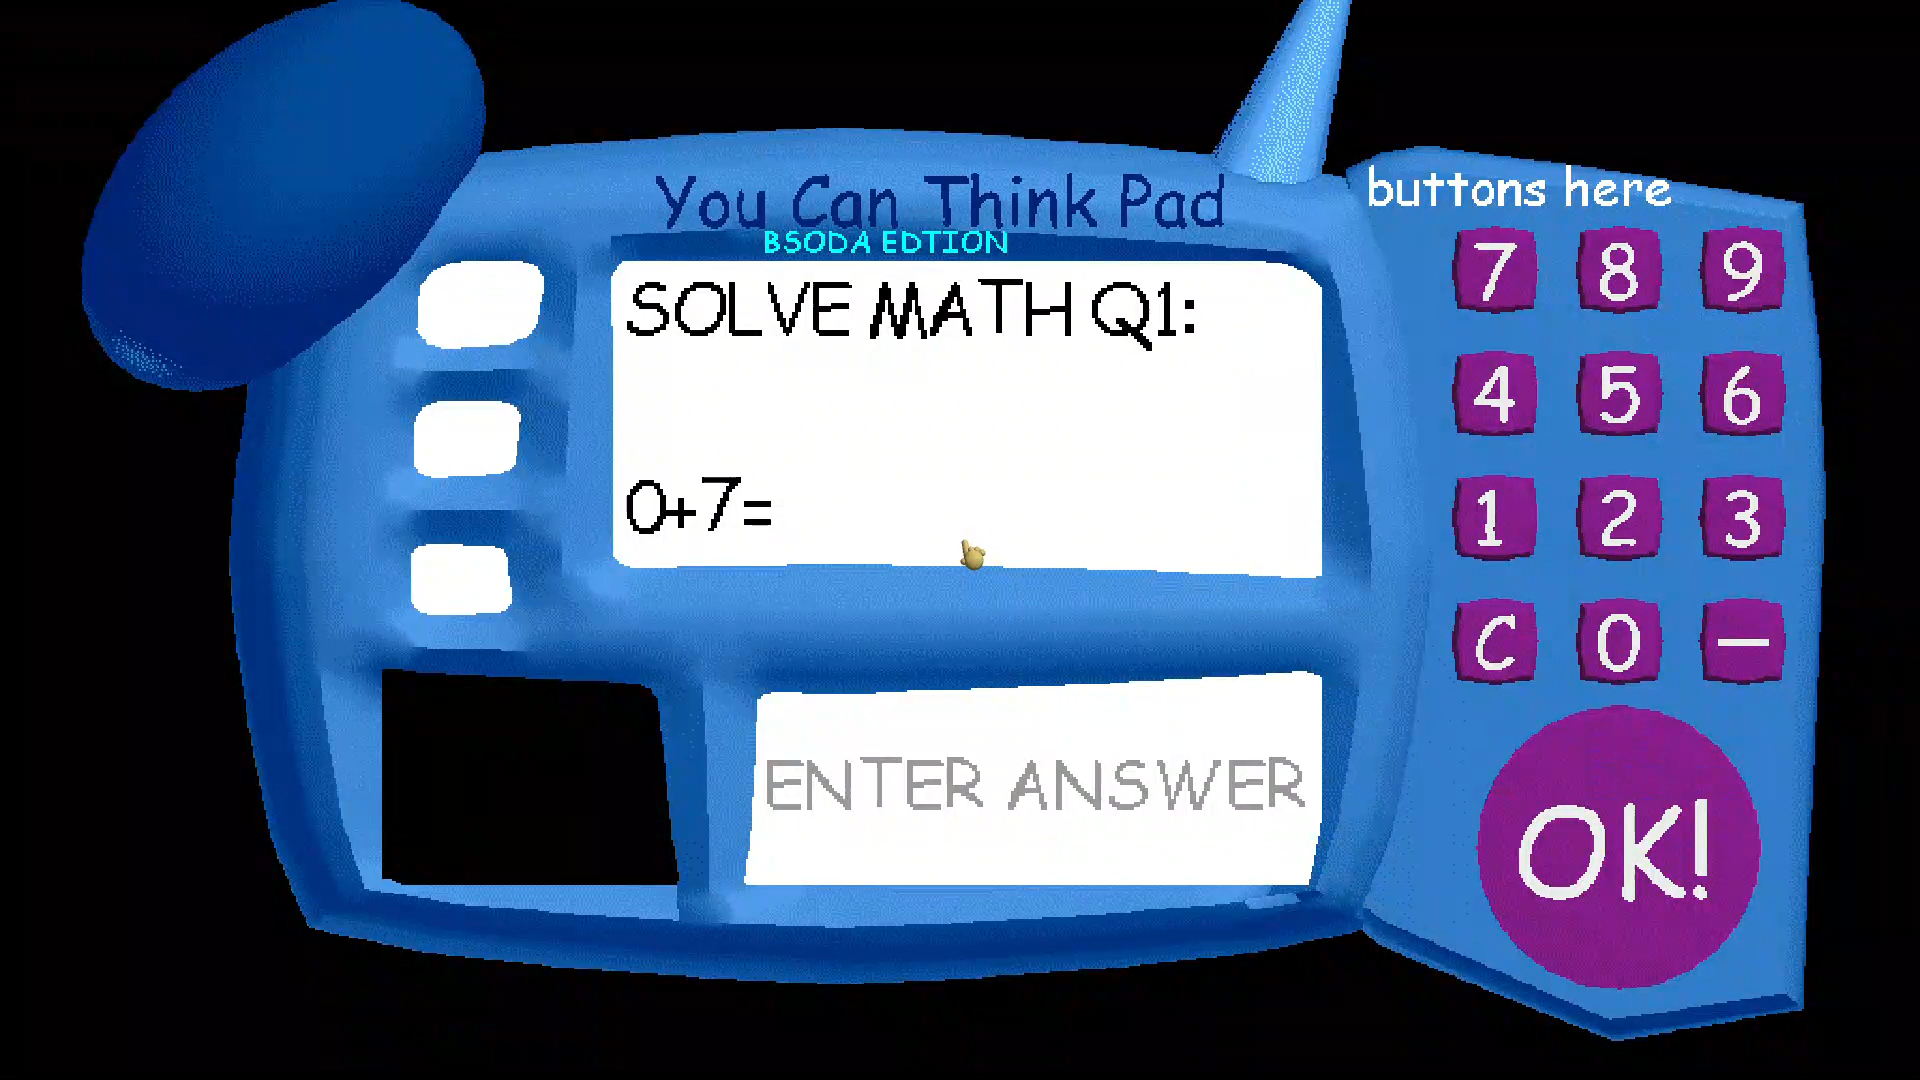 You Can Think Pad
BSODA EDTION
buttons here
SOLVE MATH Q1:
0+7=
ENTER ANSWER
7 8 9
4 5 6
1 2 3
C 0 —
OK!